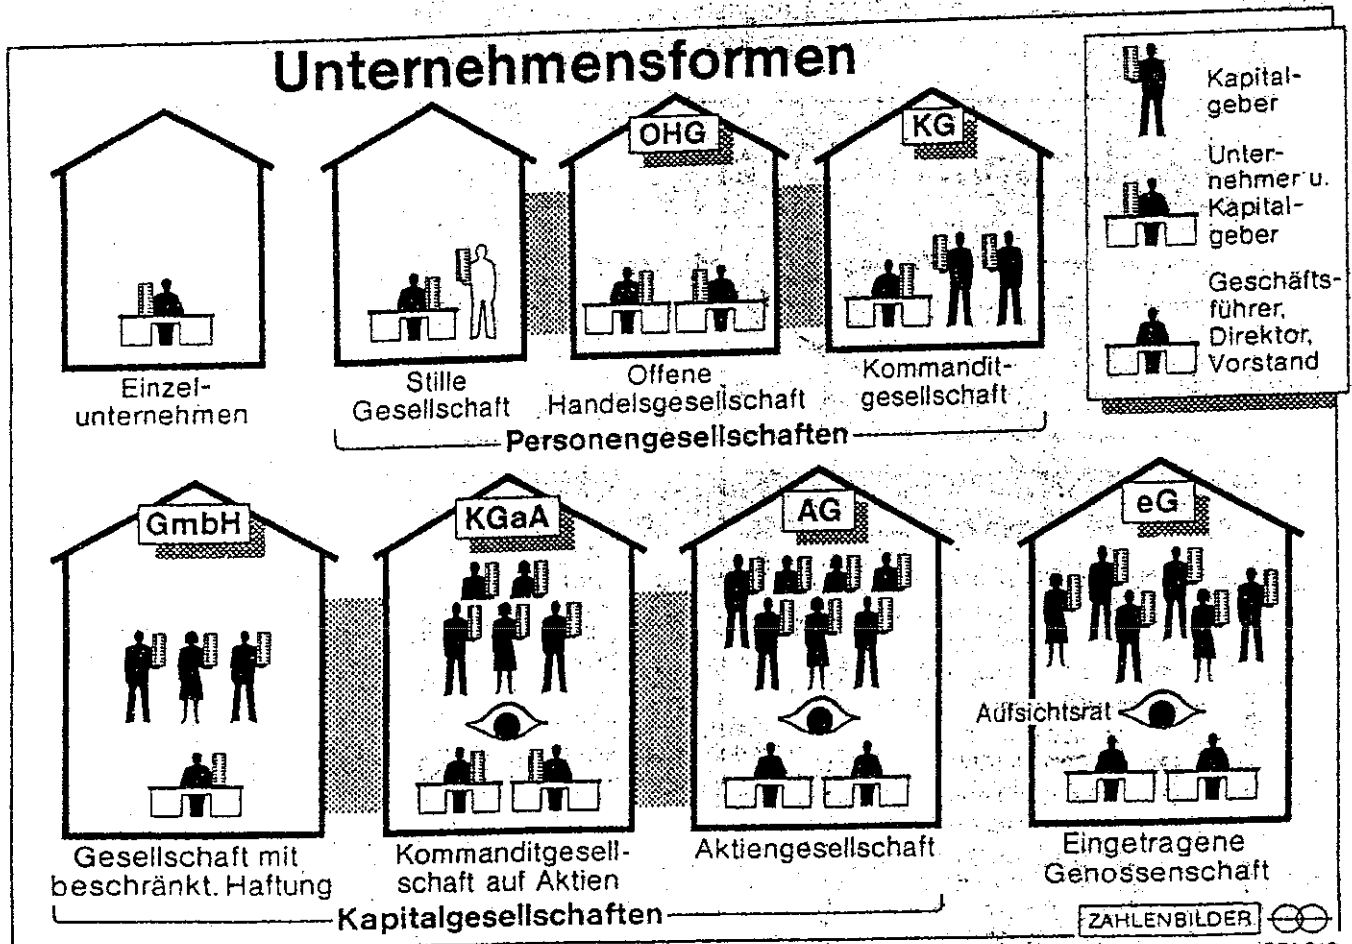 Unternehmensformen
OHG
KG
Einzel-
unternehmen
Stille
Gesellschaft
Offene
Handelsgesellschaft
Kommandit-
gesellschaft
Personengesellschaften
Kapital-
geber
Unter-
nehmer u.
Kapital-
geber
Geschäfts-
führer,
Direktor,
Vorstand
GmbH
KGaA
AG
eG
Aufsichtsrat
Gesellschaft mit
beschränkt. Haftung
Kommanditgesell-
schaft auf Aktien
Aktiengesellschaft
Eingetragene
Genossenschaft
Kapitalgesellschaften
ZAHLENBILDER